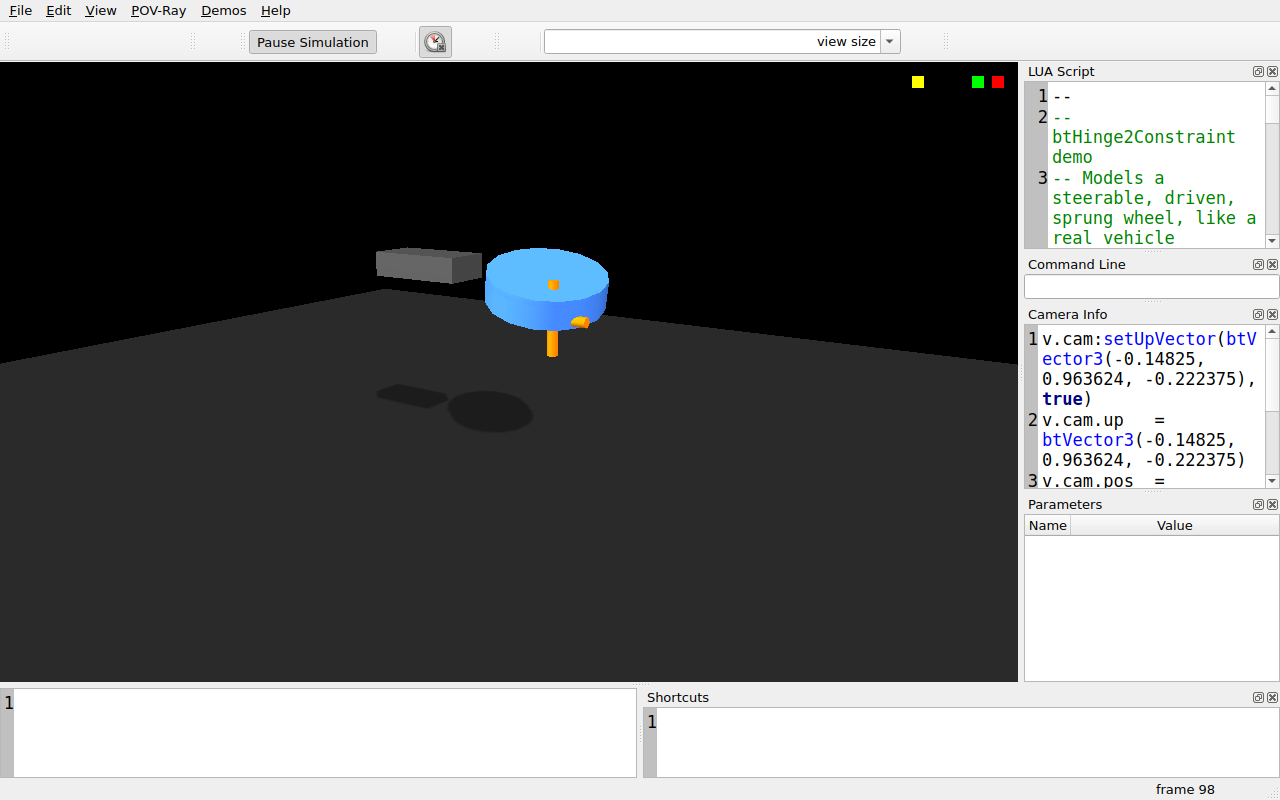 File Edit View POV-Ray Demos Help
Pause Simulation
view size
LUA Script
1 --
2 --
btHinge2Constraint
demo
3 -- Models a
steerable, driven,
sprung wheel, like a
real vehicle
Command Line
Camera Info
1 v.cam:setUpVector(btV
ector3(-0.14825,
0.963624, -0.222375),
true)
2 v.cam.up   =
btVector3(-0.14825,
0.963624, -0.222375)
3 v.cam.pos  =
Parameters
Name Value
1
Shortcuts
1
frame 98